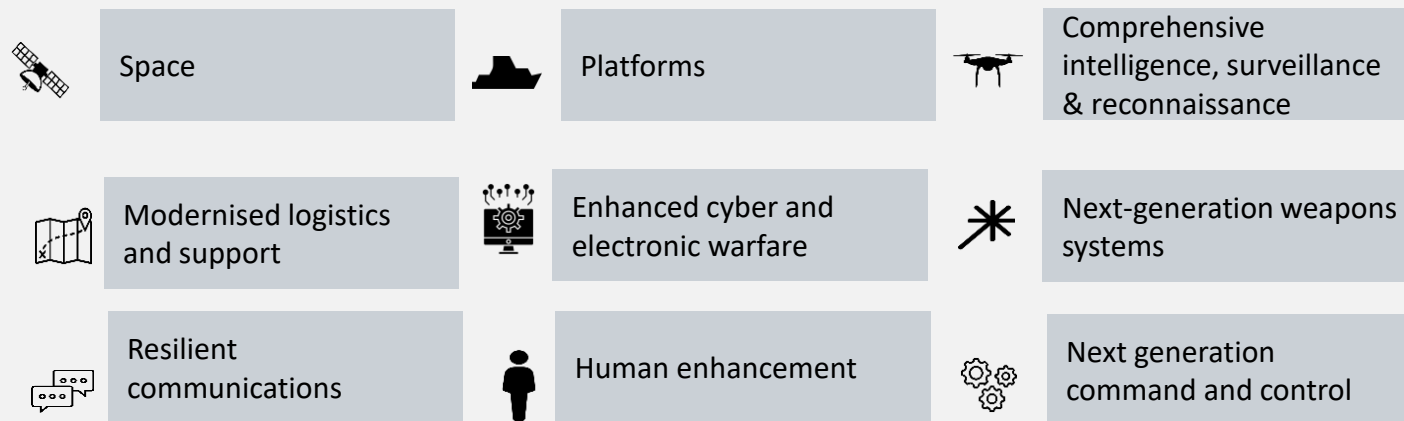 Space
Platforms
Comprehensive
intelligence, surveillance
& reconnaissance
Modernised logistics
and support
Enhanced cyber and
electronic warfare
Next-generation weapons
systems
Resilient
communications
Human enhancement
Next generation
command and control